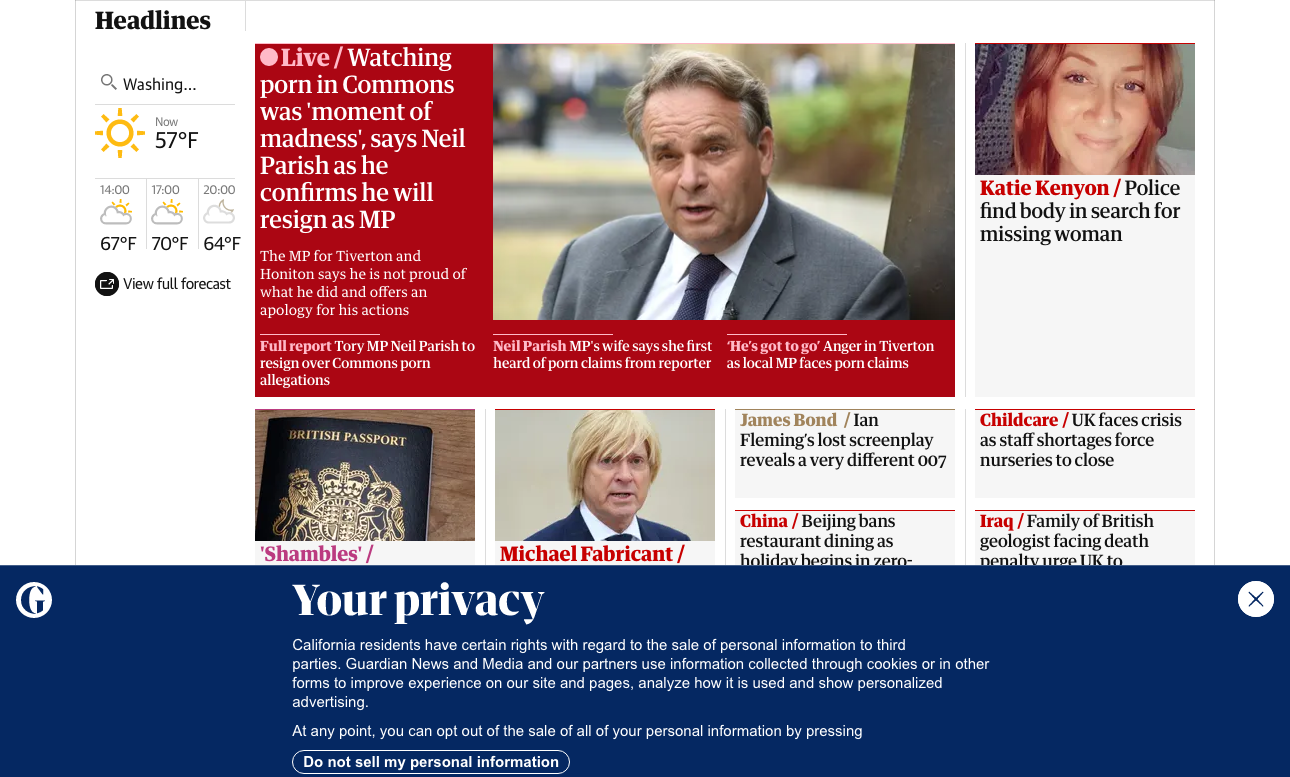 Headlines
Washing...
Now
57°F
14:00
17:00
20:00
67°F
70°F
64°F
View full forecast
Live / Watching
porn in Commons
was 'moment of
madness', says Neil
Parish as he
confirms he will
resign as MP
The MP for Tiverton and
Honiton says he is not proud of
what he did and offers an
apology for his actions
Full report Tory MP Neil Parish to
resign over Commons porn
allegations
Neil Parish MP's wife says she first
heard of porn claims from reporter
'He's got to go' Anger in Tiverton
as local MP faces porn claims
Katie Kenyon / Police
find body in search for
missing woman
BRITISH PASSPORT
'Shambles' /
Michael Fabricant /
James Bond / Ian
Fleming's lost screenplay
reveals a very different 007
China / Beijing bans
restaurant dining as
holiday begins in zero-
Childcare / UK faces crisis
as staff shortages force
nurseries to close
Iraq / Family of British
geologist facing death
penalty urge UK to
G
Your privacy
California residents have certain rights with regard to the sale of personal information to third
parties. Guardian News and Media and our partners use information collected through cookies or in other
forms to improve experience on our site and pages, analyze how it is used and show personalized
advertising.
At any point, you can opt out of the sale of all of your personal information by pressing
Do not sell my personal information